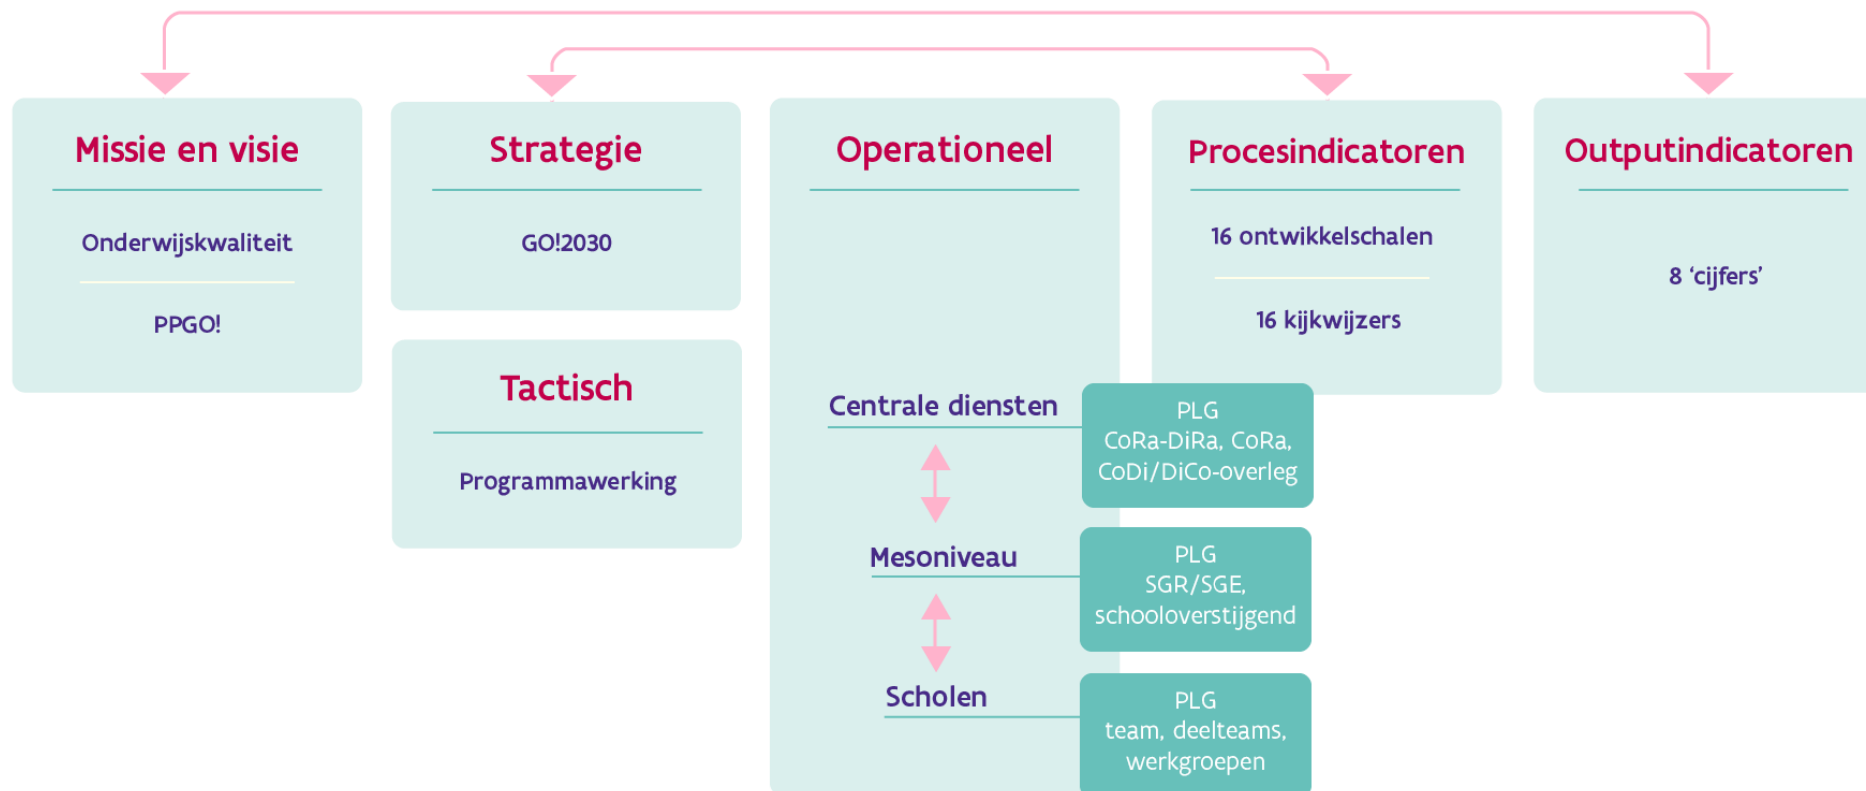 Missie en visie
Onderwijskwaliteit
PPGO!
Strategie
GO!2030
Tactisch
Programmawerking
Operationeel
Centrale diensten
PLG
CoRa-DiRa, CoRa,
CoDi/DiCo-overleg
Mesoniveau
PLG
SGR/SGE,
schooloverstijgend
Scholen
PLG
team, deelteams,
werkgroepen
Procesindicatoren
16 ontwikkelschalen
16 kijkwijzers
Outputindicatoren
8 ‘cijfers’